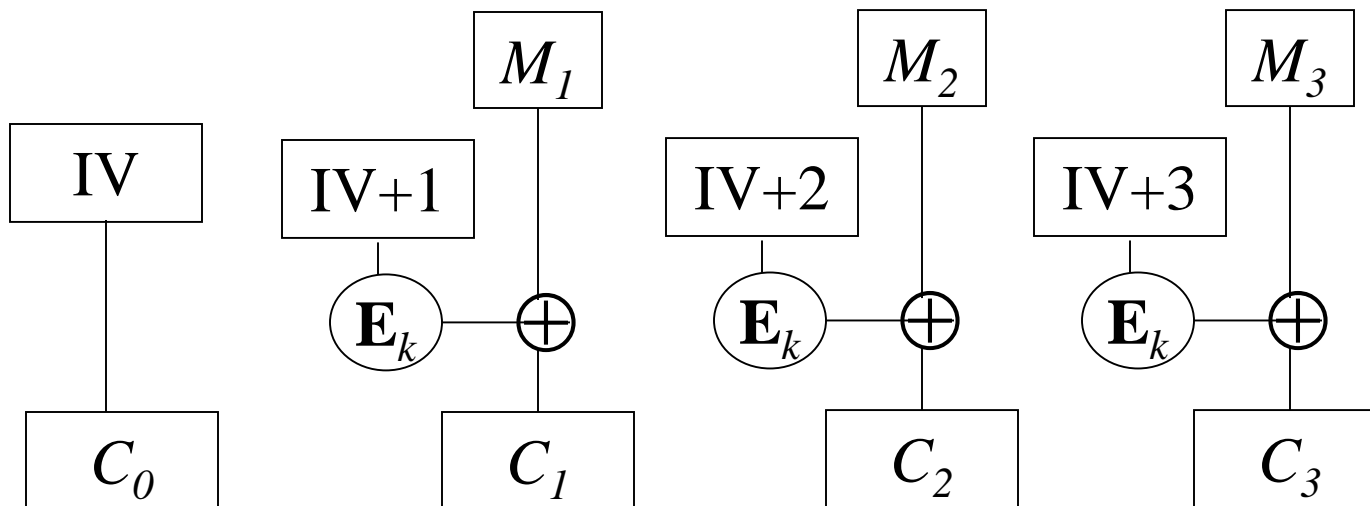 M₁ M₂ M₃
IV IV+1 IV+2 IV+3
Eₖ Eₖ Eₖ
C₀ C₁ C₂ C₃